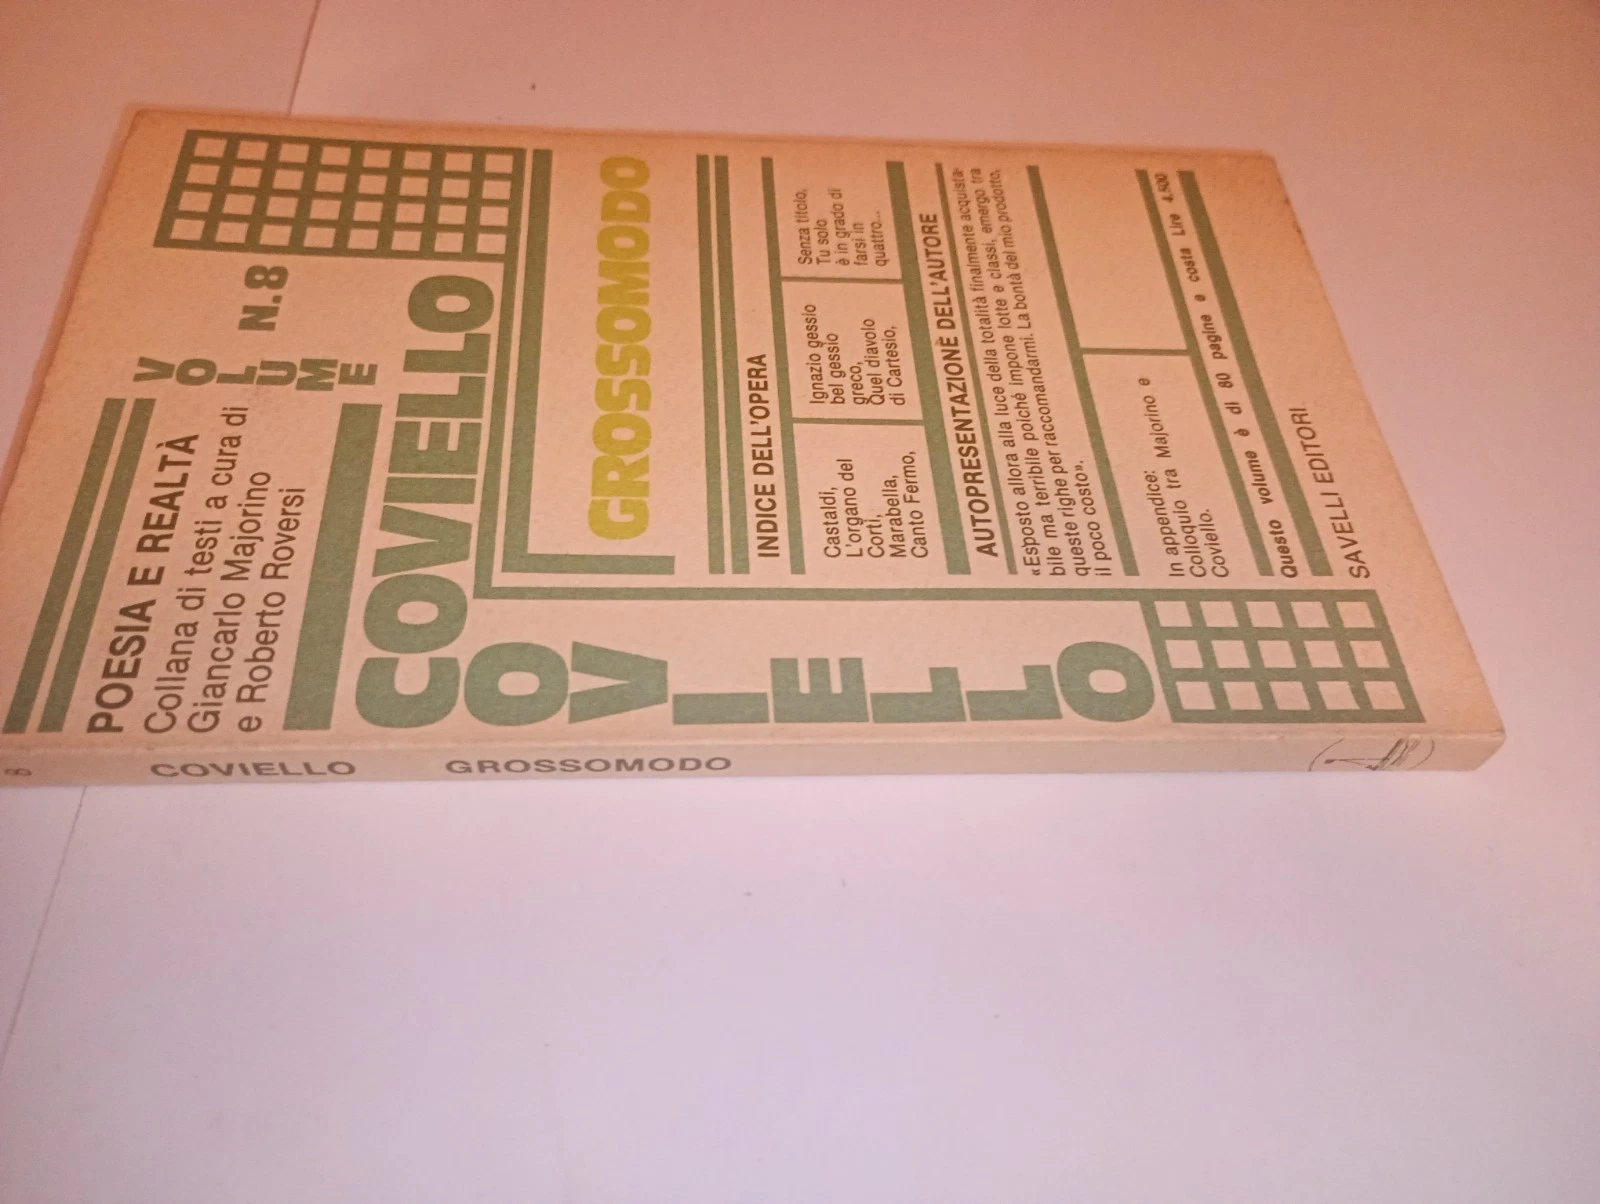 POESIA E REALTÀ
Collana di testi a cura di
Giancarlo Majorino
e Roberto Roversi
VOLUME
N.8
COVIELLO
OVIELLO
GROSSOMODO
INDICE DELL'OPERA
Castaldi,
L'organo del
Corti,
Marabella,
Canto Fermo,
Ignazio gessio
bel gessio
greco,
Quel diavolo
di Cartesio,
Senza titolo,
Tu solo
è in grado di
farsi in
quattro...
AUTOPRESENTAZIONE DELL'AUTORE
«Esposto allora alla luce della totalità finalmente acquista-
bile ma terribile poiché impone lotte e classi, emergo tra
queste righe per raccomandarmi. La bontà del mio prodotto,
il poco costo».
In appendice:
Colloquio tra Majorino e
Coviello.
Questo volume è di 80 pagine e costa Lire 4.500
SAVELLI EDITORI
8 COVIELLO GROSSOMODO